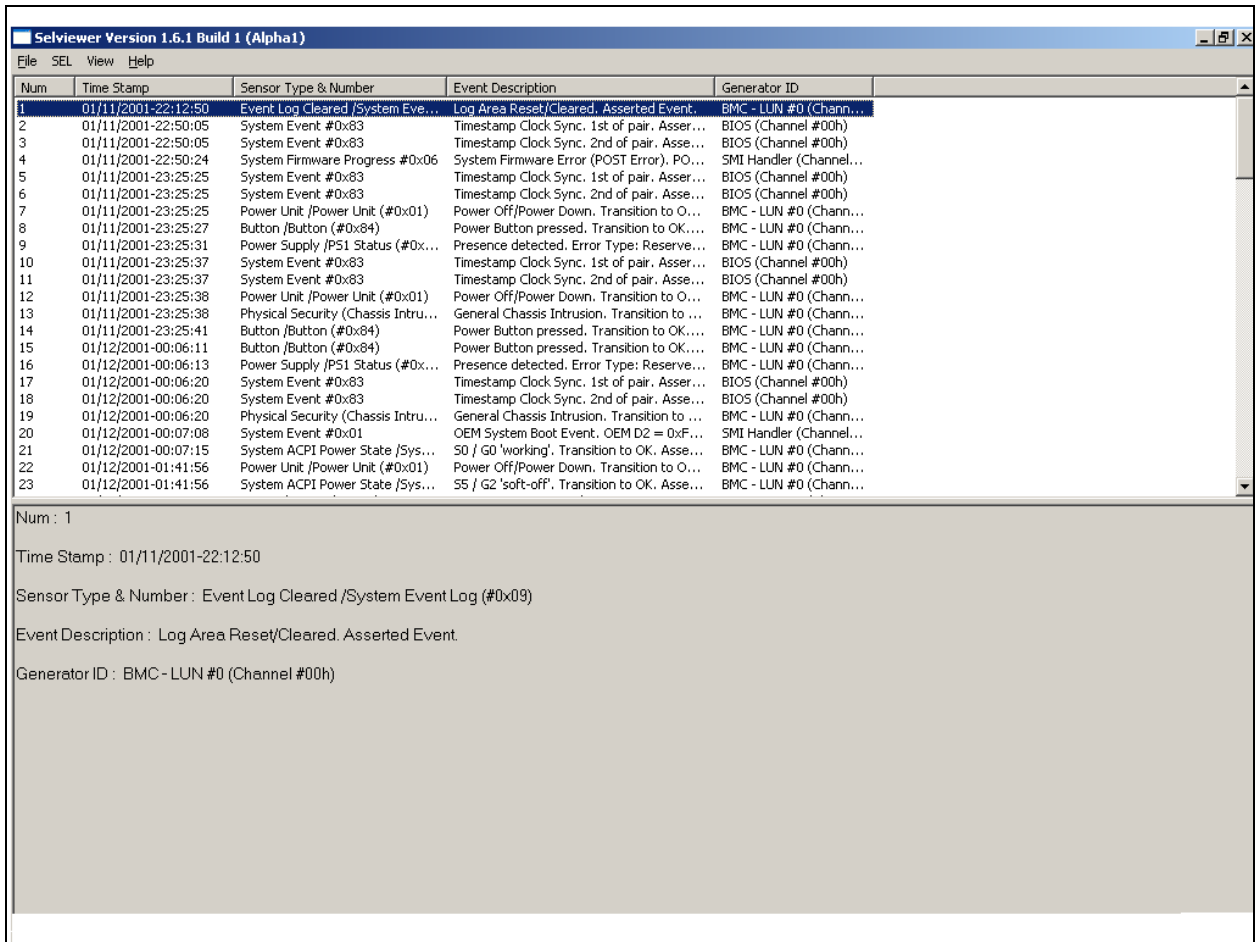 Selviewer Version 1.6.1 Build 1 (Alpha1)
File SEL View Help
Num Time Stamp Sensor Type & Number Event Description Generator ID
1 01/11/2001-22:12:50 Event Log Cleared /System Eve... Log Area Reset/Cleared. Asserted Event. BMC - LUN #0 (Chann...
2 01/11/2001-22:50:05 System Event #0x83 Timestamp Clock Sync. 1st of pair. Asser... BIOS (Channel #00h)
3 01/11/2001-22:50:05 System Event #0x83 Timestamp Clock Sync. 2nd of pair. Asse... BIOS (Channel #00h)
4 01/11/2001-22:50:24 System Firmware Progress #0x06 System Firmware Error (POST Error). PO... SMI Handler (Channel...
5 01/11/2001-23:25:25 System Event #0x83 Timestamp Clock Sync. 1st of pair. Asser... BIOS (Channel #00h)
6 01/11/2001-23:25:25 System Event #0x83 Timestamp Clock Sync. 2nd of pair. Asse... BIOS (Channel #00h)
7 01/11/2001-23:25:25 Power Unit /Power Unit (#0x01) Power Off/Power Down. Transition to O... BMC - LUN #0 (Chann...
8 01/11/2001-23:25:27 Button /Button (#0x84) Power Button pressed. Transition to OK.... BMC - LUN #0 (Chann...
9 01/11/2001-23:25:31 Power Supply /PS1 Status (#0x... Presence detected. Error Type: Reserve... BMC - LUN #0 (Chann...
10 01/11/2001-23:25:37 System Event #0x83 Timestamp Clock Sync. 1st of pair. Asser... BIOS (Channel #00h)
11 01/11/2001-23:25:37 System Event #0x83 Timestamp Clock Sync. 2nd of pair. Asse... BIOS (Channel #00h)
12 01/11/2001-23:25:38 Power Unit /Power Unit (#0x01) Power Off/Power Down. Transition to O... BMC - LUN #0 (Chann...
13 01/11/2001-23:25:38 Physical Security (Chassis Intru... General Chassis Intrusion. Transition to ... BMC - LUN #0 (Chann...
14 01/11/2001-23:25:41 Button /Button (#0x84) Power Button pressed. Transition to OK.... BMC - LUN #0 (Chann...
15 01/12/2001-00:06:11 Button /Button (#0x84) Power Button pressed. Transition to OK.... BMC - LUN #0 (Chann...
16 01/12/2001-00:06:13 Power Supply /PS1 Status (#0x... Presence detected. Error Type: Reserve... BMC - LUN #0 (Chann...
17 01/12/2001-00:06:20 System Event #0x83 Timestamp Clock Sync. 1st of pair. Asser... BIOS (Channel #00h)
18 01/12/2001-00:06:20 System Event #0x83 Timestamp Clock Sync. 2nd of pair. Asse... BIOS (Channel #00h)
19 01/12/2001-00:06:20 Physical Security (Chassis Intru... General Chassis Intrusion. Transition to ... BMC - LUN #0 (Chann...
20 01/12/2001-00:07:08 System Event #0x01 OEM System Boot Event. OEM D2 = 0xF... SMI Handler (Channel...
21 01/12/2001-00:07:15 System ACPI Power State /Sys... S0 / G0 'working'. Transition to OK. Asse... BMC - LUN #0 (Chann...
22 01/12/2001-01:41:56 Power Unit /Power Unit (#0x01) Power Off/Power Down. Transition to O... BMC - LUN #0 (Chann...
23 01/12/2001-01:41:56 System ACPI Power State /Sys... S5 / G2 'soft-off'. Transition to OK. Asse... BMC - LUN #0 (Chann...
Num : 1
Time Stamp : 01/11/2001-22:12:50
Sensor Type & Number : Event Log Cleared /System Event Log (#0x09)
Event Description : Log Area Reset/Cleared. Asserted Event.
Generator ID : BMC - LUN #0 (Channel #00h)